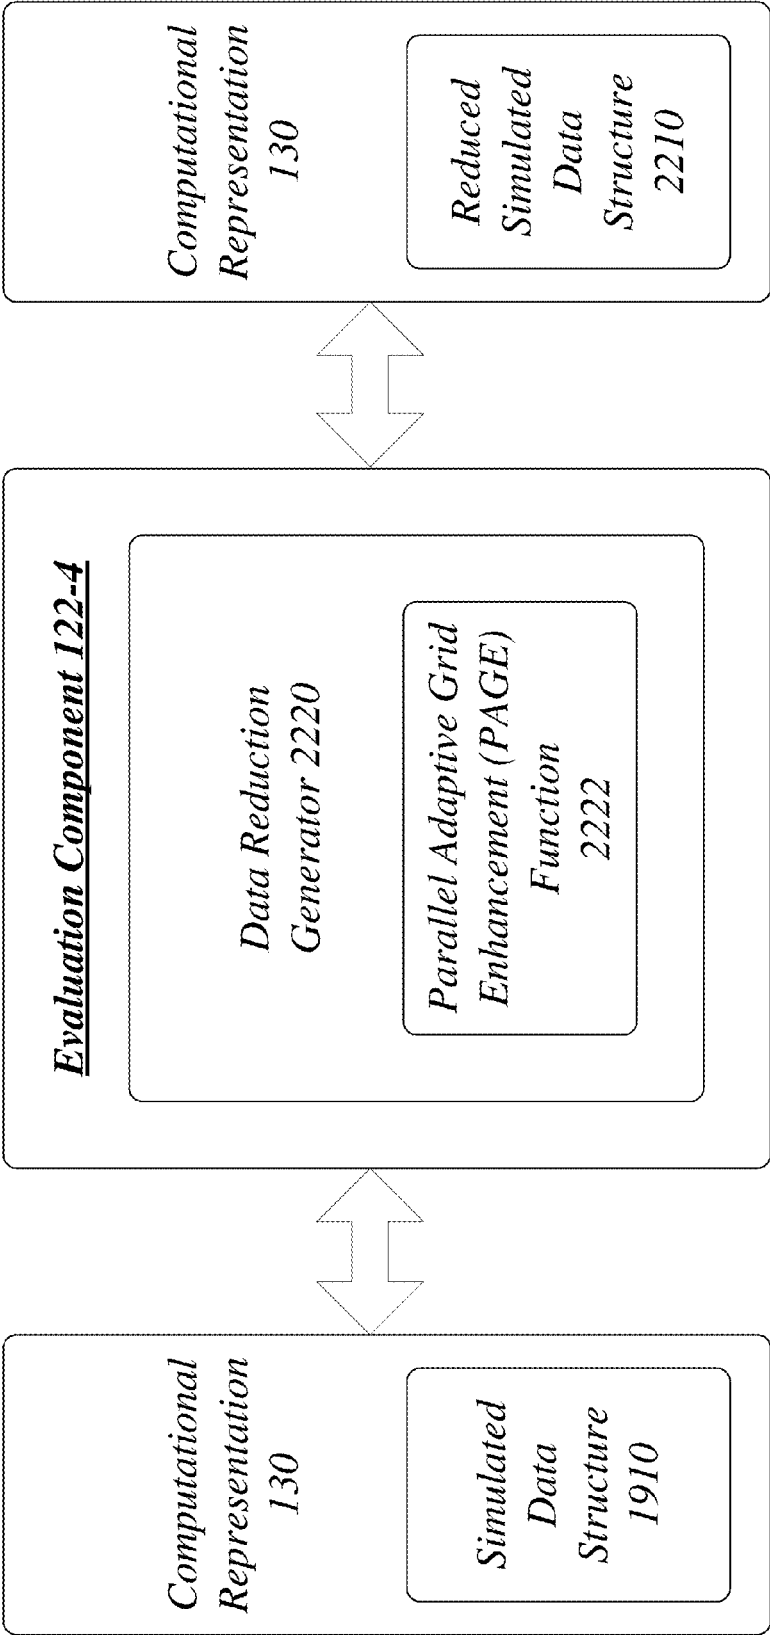 Computational
Representation
130
Simulated
Data
Structure
1910
Evaluation Component 122-4
Data Reduction
Generator 2220
Parallel Adaptive Grid
Enhancement (PAGE)
Function
2222
Computational
Representation
130
Reduced
Simulated
Data
Structure
2210